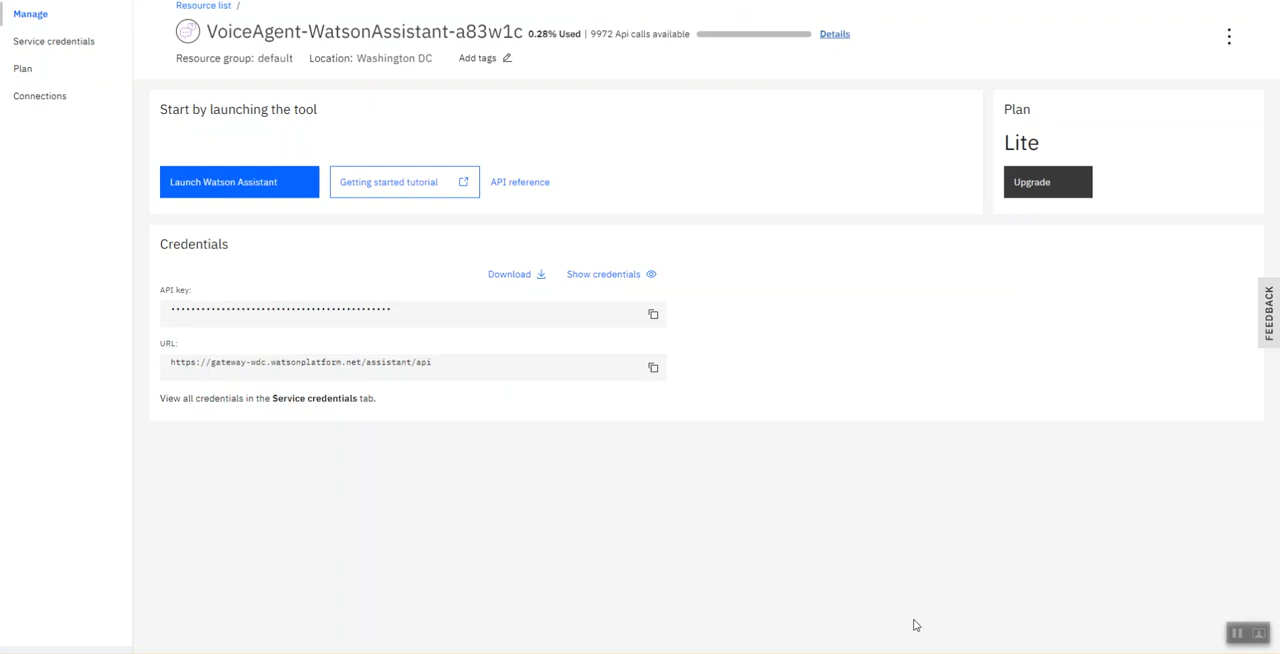 Manage
Service credentials
Plan
Connections
Resource list /
VoiceAgent-WatsonAssistant-a83w1c 0.28% Used | 9972 Api calls available Details
Resource group: default Location: Washington DC Add tags
Start by launching the tool
Launch Watson Assistant Getting started tutorial API reference
Plan
Lite
Upgrade
Credentials
Download Show credentials
API key:
URL:
https://gateway-wdc.watsonplatform.net/assistant/api
View all credentials in the Service credentials tab.
FEEDBACK